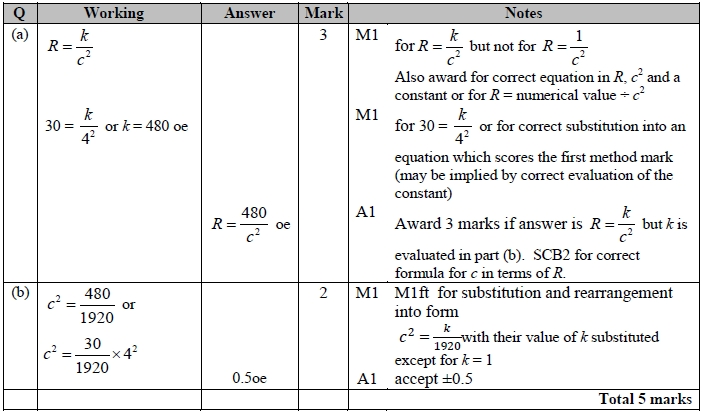 Q Working Answer Mark Notes
(a) R = k/c² 3 M1 for R = k/c² but not for R = 1/c²
Also award for correct equation in R, c² and a
constant or for R = numerical value ÷ c²
30 = k/4² or k = 480 oe M1 for 30 = k/4² or for correct substitution into an
equation which scores the first method mark
(may be implied by correct evaluation of the
constant)
R = 480/c² oe A1 Award 3 marks if answer is R = k/c² but k is
evaluated in part (b). SCB2 for correct
formula for c in terms of R.
(b) c² = 480/1920 or 2 M1 M1ft for substitution and rearrangement
into form
c² = 30/1920 × 4² c² = k/1920 with their value of k substituted
except for k = 1
0.5oe A1 accept ±0.5
Total 5 marks